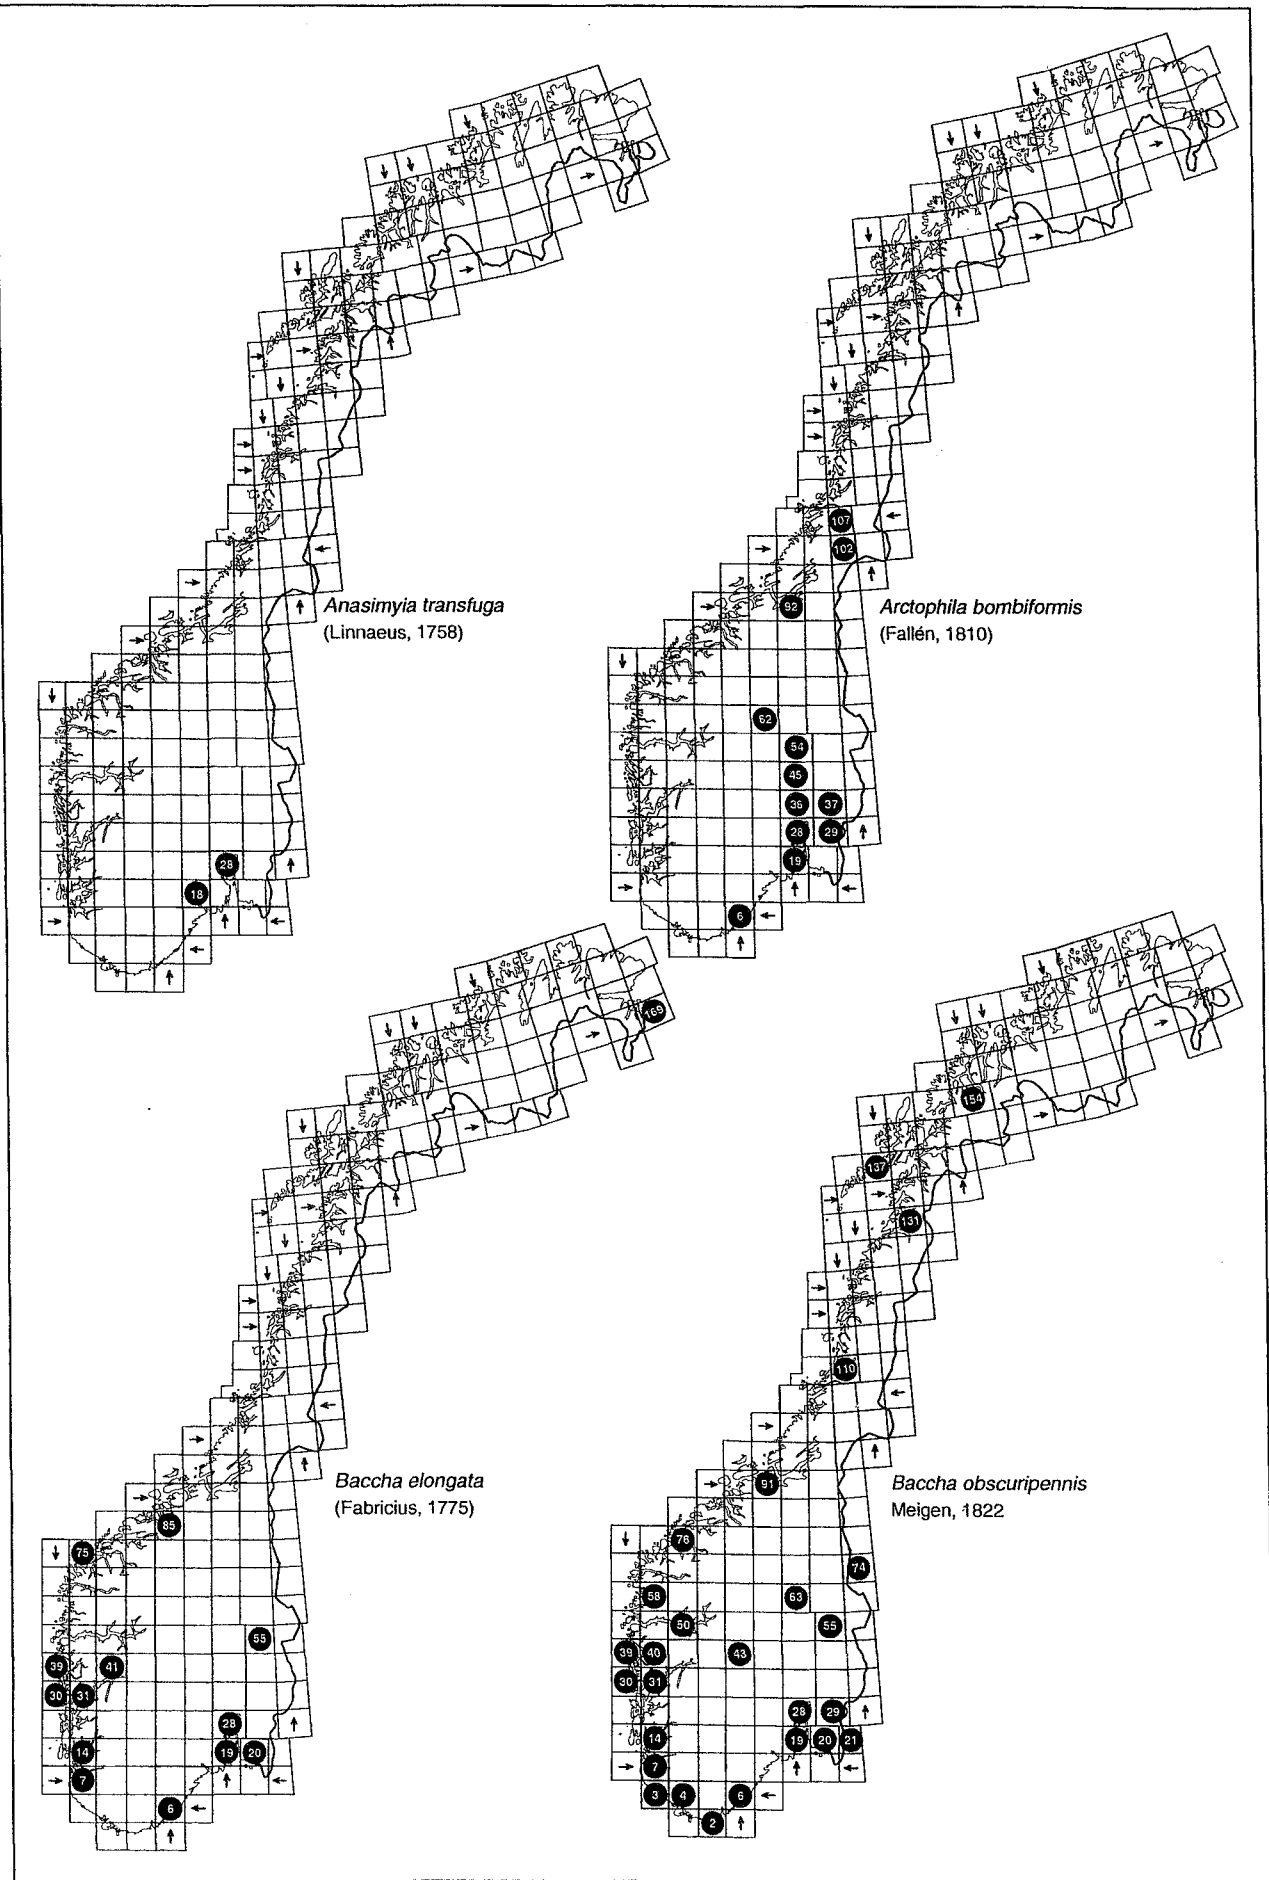 28
18
Anasimyia transfuga
(Linnaeus, 1758)
107
102
92
62
54
45
36 37
28 29
19
6
Arctophila bombiformis
(Fallén, 1810)
169
85
75
55
39 41
30 31
28
14 19 20
7
6
Baccha elongata
(Fabricius, 1775)
154
137
131
110
91
76
74
58 63
50 55
39 40 43
30 31
28 29
14 19 20 21
7
3 4 6
2
Baccha obscuripennis
Meigen, 1822